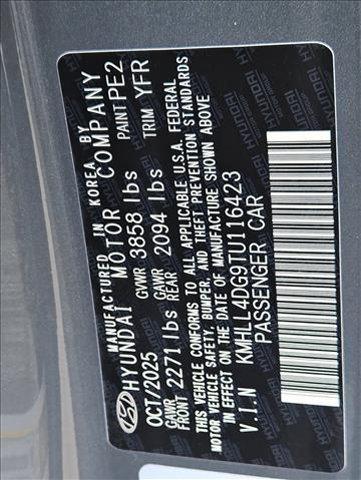 MANUFACTURED IN KOREA BY
HYUNDAI MOTOR COMPANY
OCT/2025 GVWR 3858 lbs PAINT PE2
GAWR FRONT 2271lbs GAWR REAR 2094 lbs TRIM YFR
THIS VEHICLE CONFORMS TO ALL APPLICABLE U.S.A. FEDERAL
MOTOR VEHICLE SAFETY, BUMPER, AND THEFT PREVENTION STANDARDS
IN EFFECT ON THE DATE OF MANUFACTURE SHOWN ABOVE
V.I.N KMHLL4DG9TU116423
PASSENGER CAR